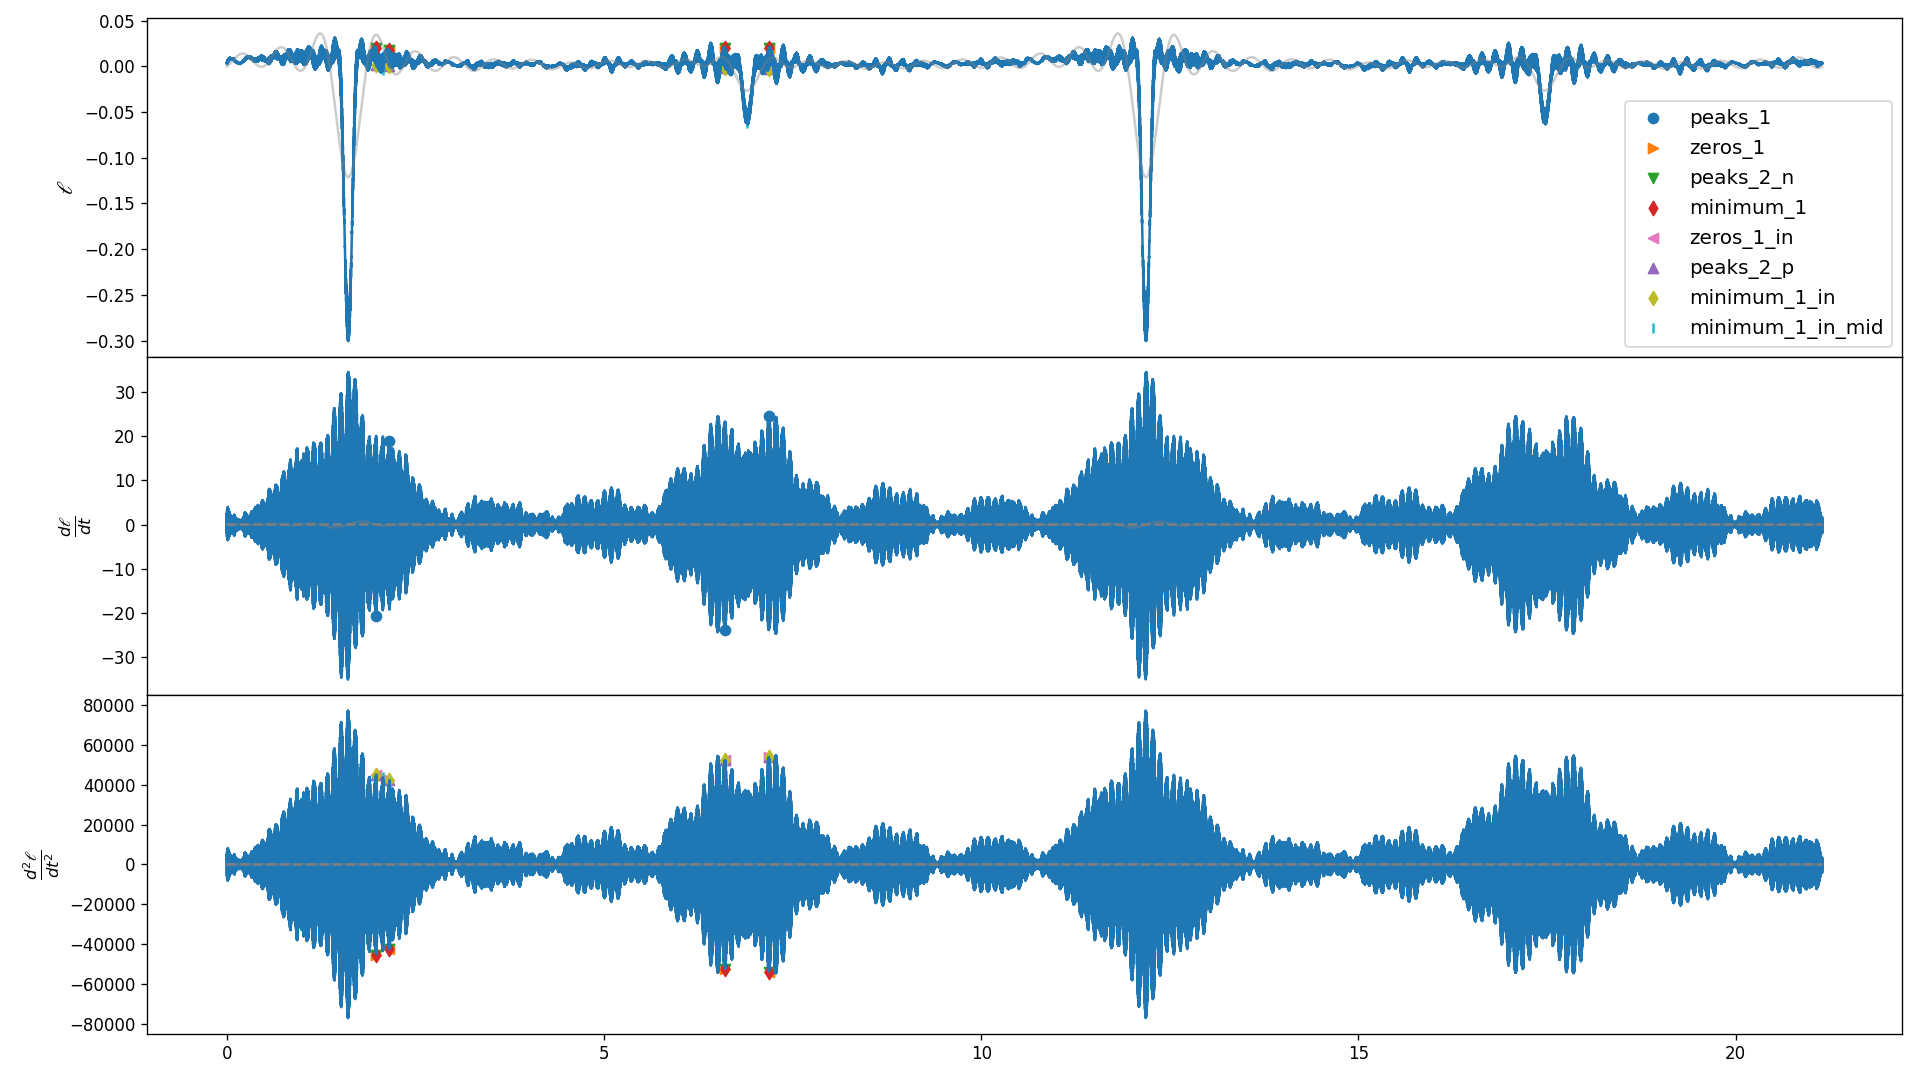 0.05
0.00
−0.05
−0.10
−0.15
−0.20
−0.25
−0.30
ℓ
peaks_1
zeros_1
peaks_2_n
minimum_1
zeros_1_in
peaks_2_p
minimum_1_in
minimum_1_in_mid
30
20
10
0
−10
−20
−30
dℓ
dt
80000
60000
40000
20000
0
−20000
−40000
−60000
−80000
d²ℓ
dt²
0 5 10 15 20